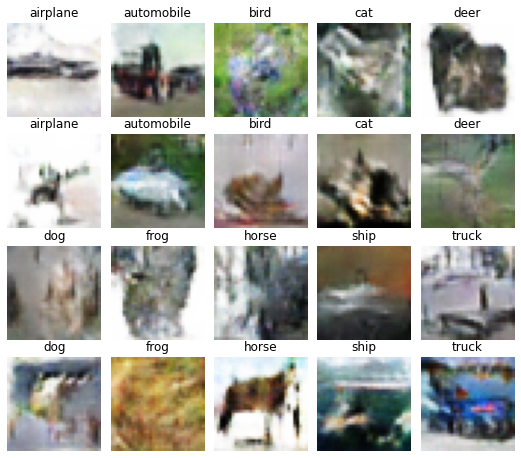 airplane automobile bird cat deer
airplane automobile bird cat deer
dog frog horse ship truck
dog frog horse ship truck